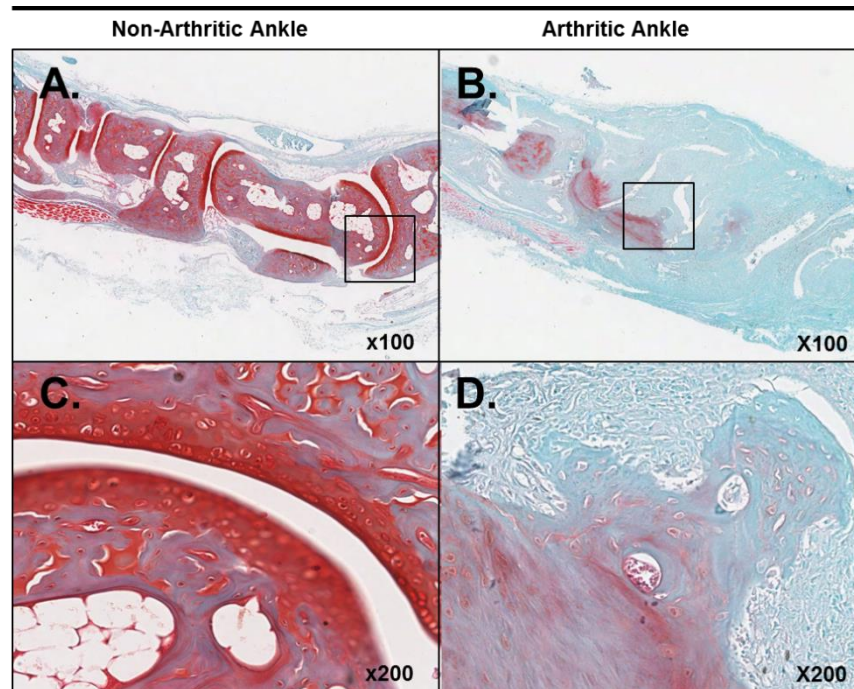 Non-Arthritic Ankle
Arthritic Ankle
A.
B.
x100
X100
C.
D.
x200
X200